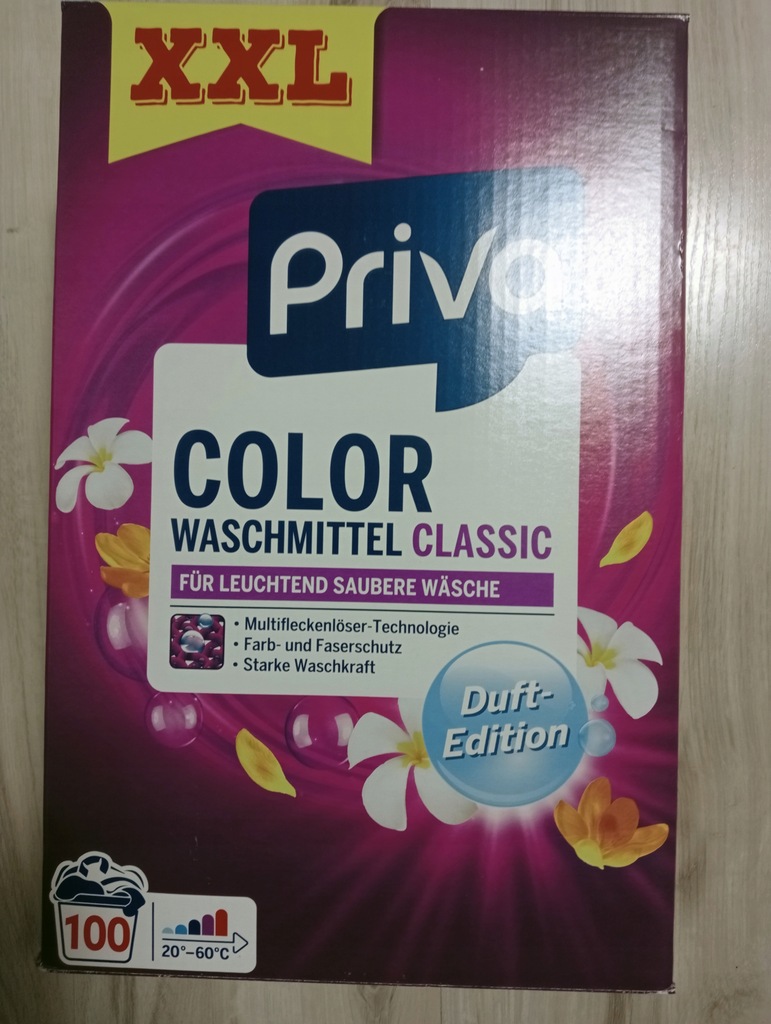 XXL
Priva
COLOR
WASCHMITTEL CLASSIC
FÜR LEUCHTEND SAUBERE WÄSCHE
• Multifleckenlöser-Technologie
• Farb- und Faserschutz
• Starke Waschkraft
Duft-
Edition
100
20°–60°C